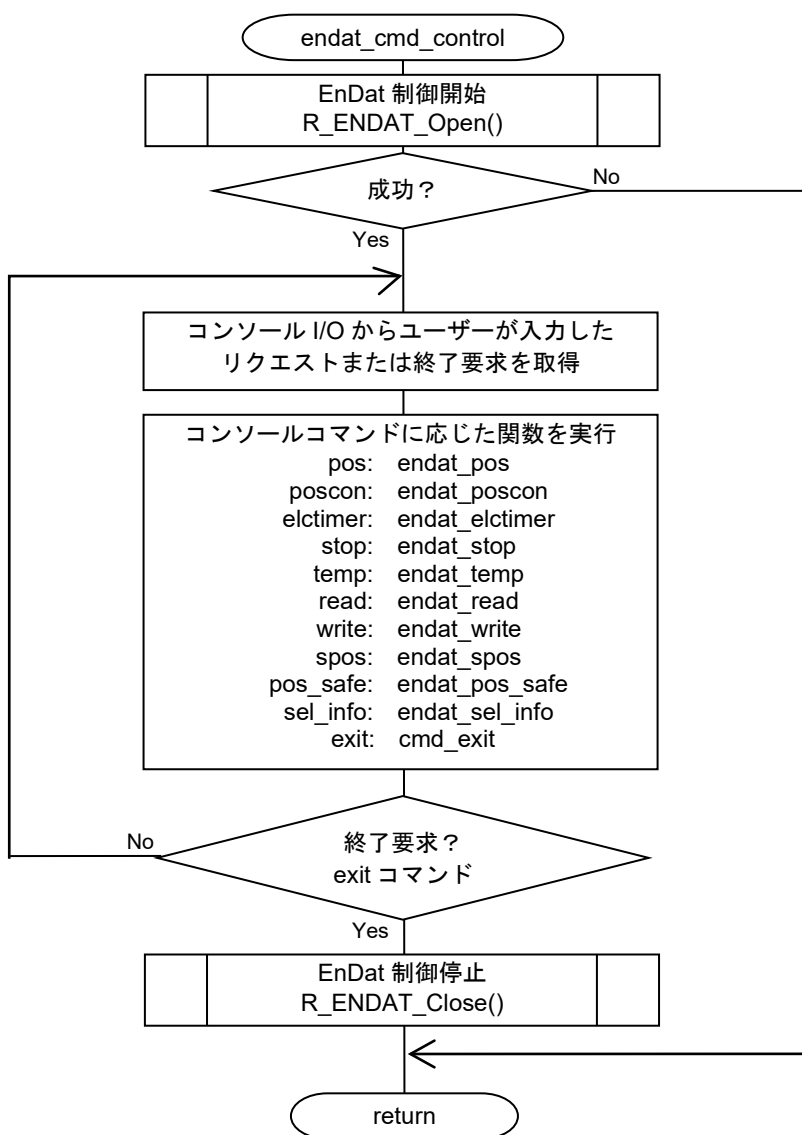 endat_cmd_control
EnDat 制御開始
R_ENDAT_Open()
成功？
No
Yes
コンソール I/O からユーザーが入力した
リクエストまたは終了要求を取得
コンソールコマンドに応じた関数を実行
pos: endat_pos
poscon: endat_poscon
elctimer: endat_elctimer
stop: endat_stop
temp: endat_temp
read: endat_read
write: endat_write
spos: endat_spos
pos_safe: endat_pos_safe
sel_info: endat_sel_info
exit: cmd_exit
No
終了要求？
exit コマンド
Yes
EnDat 制御停止
R_ENDAT_Close()
return